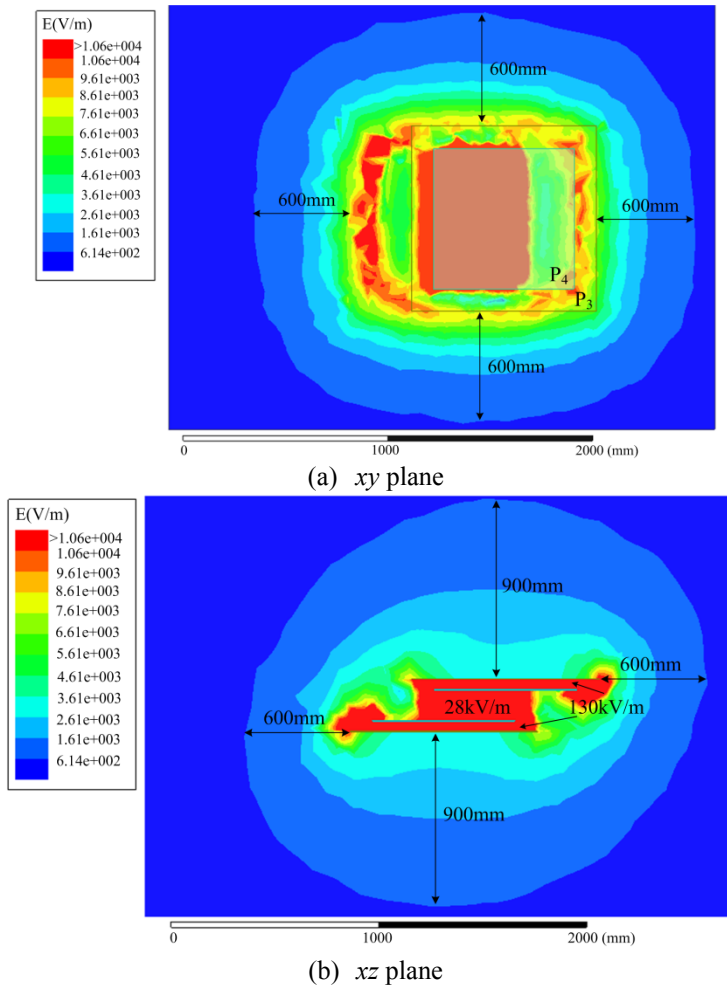 E(V/m)
>1.06e+004
1.06e+004
9.61e+003
8.61e+003
7.61e+003
6.61e+003
5.61e+003
4.61e+003
3.61e+003
2.61e+003
1.61e+003
6.14e+002
600mm
600mm
600mm
P4
P3
600mm
0 1000 2000 (mm)
(a) xy plane
E(V/m)
>1.06e+004
1.06e+004
9.61e+003
8.61e+003
7.61e+003
6.61e+003
5.61e+003
4.61e+003
3.61e+003
2.61e+003
1.61e+003
6.14e+002
900mm
600mm
28kV/m 130kV/m
600mm
900mm
0 1000 2000 (mm)
(b) xz plane